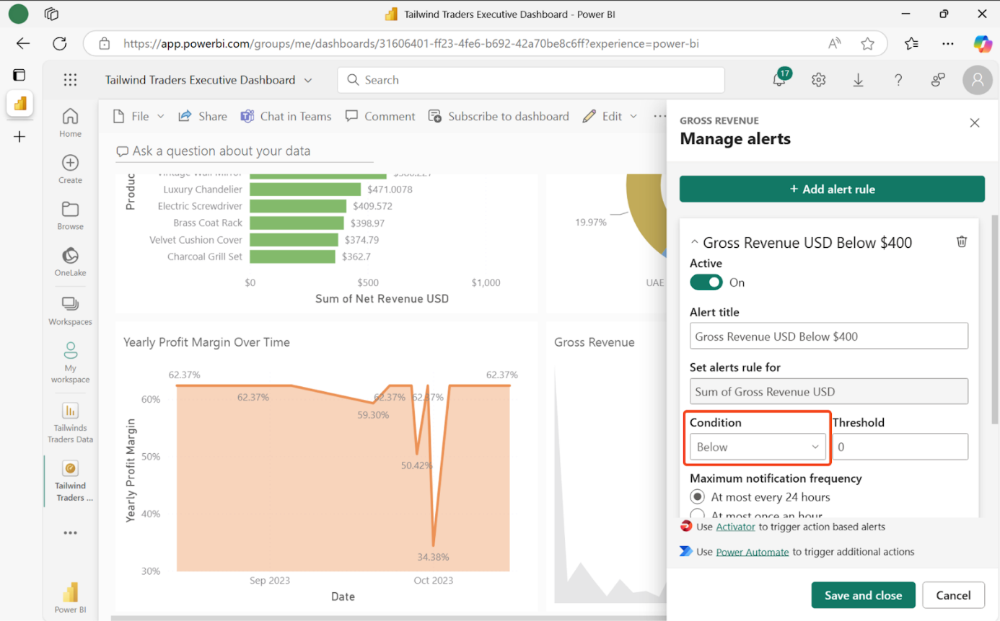 Tailwind Traders Executive Dashboard - Power BI
https://app.powerbi.com/groups/me/dashboards/31606401-ff23-4fe6-b692-42a70be8c6ff?experience=power-bi
Tailwind Traders Executive Dashboard
Search
17
Home
Create
Browse
OneLake
Workspaces
My
workspace
Tailwinds
Traders Data
Tailwind
Traders ...
Power BI
File
Share
Chat in Teams
Comment
Subscribe to dashboard
Edit
Ask a question about your data
Produc
Vintage Wall Mirror
Luxury Chandelier $471.0078
Electric Screwdriver $409.572
Brass Coat Rack $398.97
Velvet Cushion Cover $374.79
Charcoal Grill Set $362.7
$0 $500 $1,000
Sum of Net Revenue USD
19.97%
UAE
Yearly Profit Margin Over Time
62.37% 62.37%
62.37% 62.37% 62.37%
59.30%
50.42%
34.38%
60%
50%
40%
30%
Yearly Profit Margin
Sep 2023 Oct 2023
Date
Gross Revenue
GROSS REVENUE
Manage alerts
+ Add alert rule
Gross Revenue USD Below $400
Active
On
Alert title
Gross Revenue USD Below $400
Set alerts rule for
Sum of Gross Revenue USD
Condition Threshold
Below 0
Maximum notification frequency
At most every 24 hours
At most once an hour
Use Activator to trigger action based alerts
Use Power Automate to trigger additional actions
Save and close Cancel